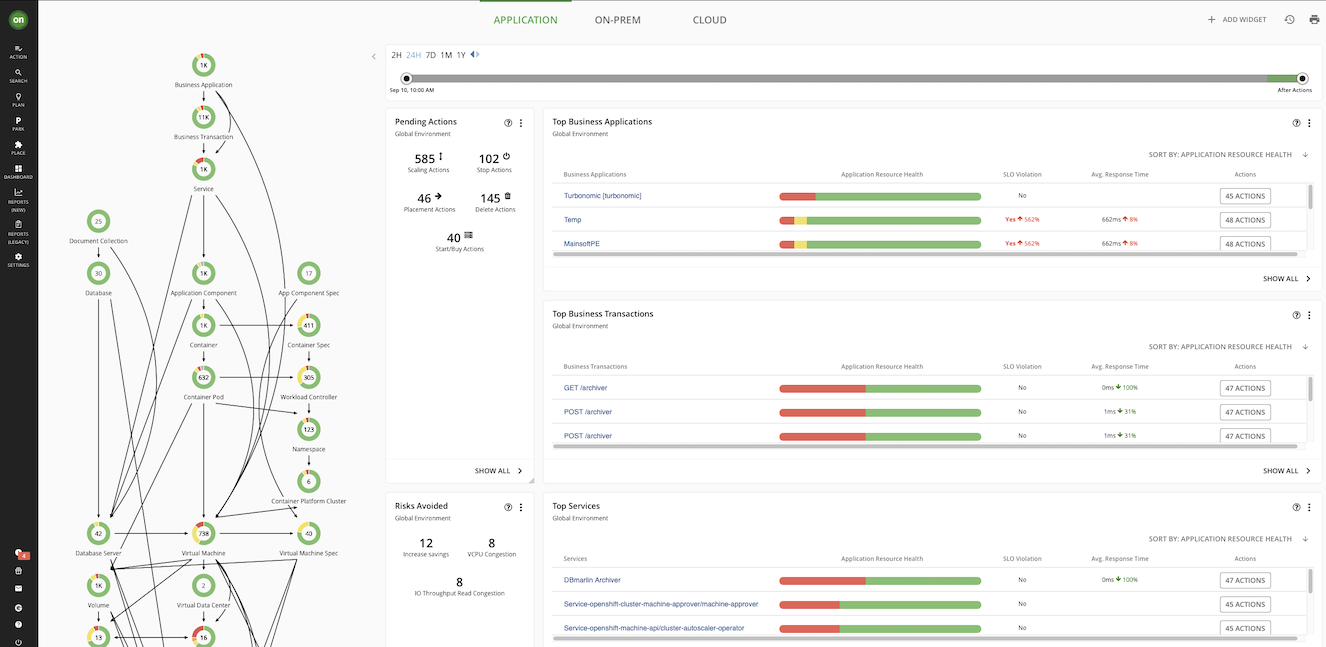 on
ACTION
SEARCH
PLAN
PARK
PLACE
DASHBOARD
REPORTS
(NEW)
REPORTS
(LEGACY)
SETTINGS
4
APPLICATION ON-PREM CLOUD
ADD WIDGET
1K
Business Application
11K
Business Transaction
1K
Service
25
Document Collection
30
Database
1K
Application Component
17
App Component Spec
1K
Container
411
Container Spec
632
Container Pod
305
Workload Controller
123
Namespace
6
Container Platform Cluster
42
Database Server
738
Virtual Machine
40
Virtual Machine Spec
1K
Volume
2
Virtual Data Center
13
16
2H 24H 7D 1M 1Y
Sep 10, 10:00 AM
After Actions
Pending Actions
Global Environment
585
Scaling Actions
102
Stop Actions
46
Placement Actions
145
Delete Actions
40
Start/Buy Actions
SHOW ALL
Top Business Applications
Global Environment
SORT BY: APPLICATION RESOURCE HEALTH
Business Applications Application Resource Health SLO Violation Avg. Response Time Actions
Turbonomic [turbonomic] No 45 ACTIONS
Temp Yes 562% 662ms 8% 48 ACTIONS
MainsoftPE Yes 562% 662ms 8% 48 ACTIONS
SHOW ALL
Top Business Transactions
Global Environment
SORT BY: APPLICATION RESOURCE HEALTH
Business Transactions Application Resource Health SLO Violation Avg. Response Time Actions
GET /archiver No 0ms 100% 47 ACTIONS
POST /archiver No 1ms 31% 47 ACTIONS
POST /archiver No 1ms 31% 47 ACTIONS
SHOW ALL
Risks Avoided
Global Environment
12
Increase savings
8
VCPU Congestion
8
IO Throughput Read Congestion
Top Services
Global Environment
SORT BY: APPLICATION RESOURCE HEALTH
Services Application Resource Health SLO Violation Avg. Response Time Actions
DBmarlin Archiver No 0ms 100% 47 ACTIONS
Service-openshift-cluster-machine-approver/machine-approver No 45 ACTIONS
Service-openshift-machine-api/cluster-autoscaler-operator No 45 ACTIONS